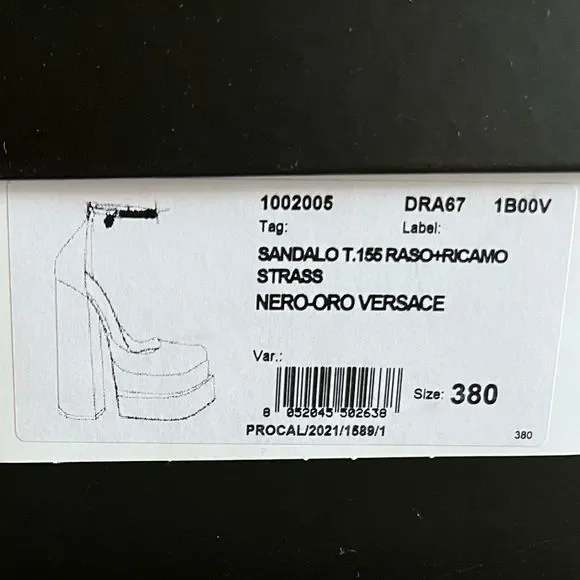 1002005 DRA67 1B00V
Tag: Label:
SANDALO T.155 RASO+RICAMO
STRASS
NERO-ORO VERSACE
Var.:
Size: 380
8 052045 502638
PROCAL/2021/1589/1
380